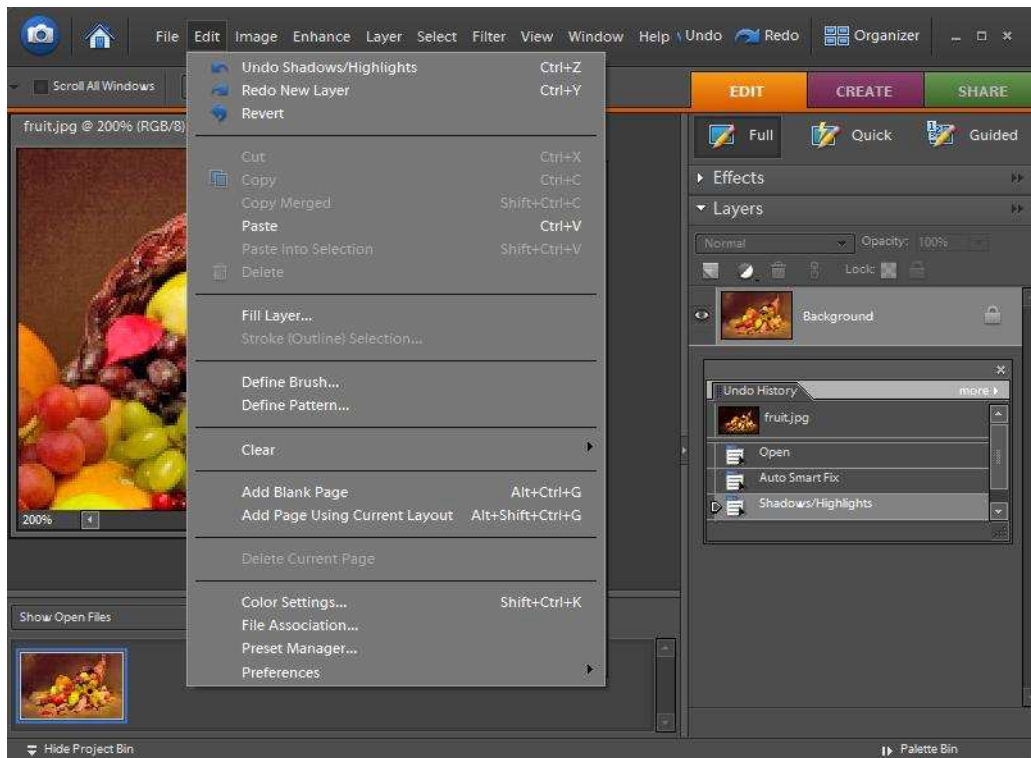 File Edit Image Enhance Layer Select Filter View Window Help Undo Redo Organizer
Scroll All Windows
EDIT CREATE SHARE
fruit.jpg @ 200% (RGB/8)
Undo Shadows/Highlights Ctrl+Z
Redo New Layer Ctrl+Y
Revert
Cut Ctrl+X
Copy Ctrl+C
Copy Merged Shift+Ctrl+C
Paste Ctrl+V
Paste Into Selection Shift+Ctrl+V
Delete
Fill Layer...
Stroke (Outline) Selection...
Define Brush...
Define Pattern...
Clear
Add Blank Page Alt+Ctrl+G
Add Page Using Current Layout Alt+Shift+Ctrl+G
Delete Current Page
Color Settings... Shift+Ctrl+K
File Association...
Preset Manager...
Preferences
Full Quick Guided
Effects
Layers
Normal Opacity: 100%
Lock:
Background
Undo History more
fruit.jpg
Open
Auto Smart Fix
Shadows/Highlights
200%
Show Open Files
Hide Project Bin
Palette Bin